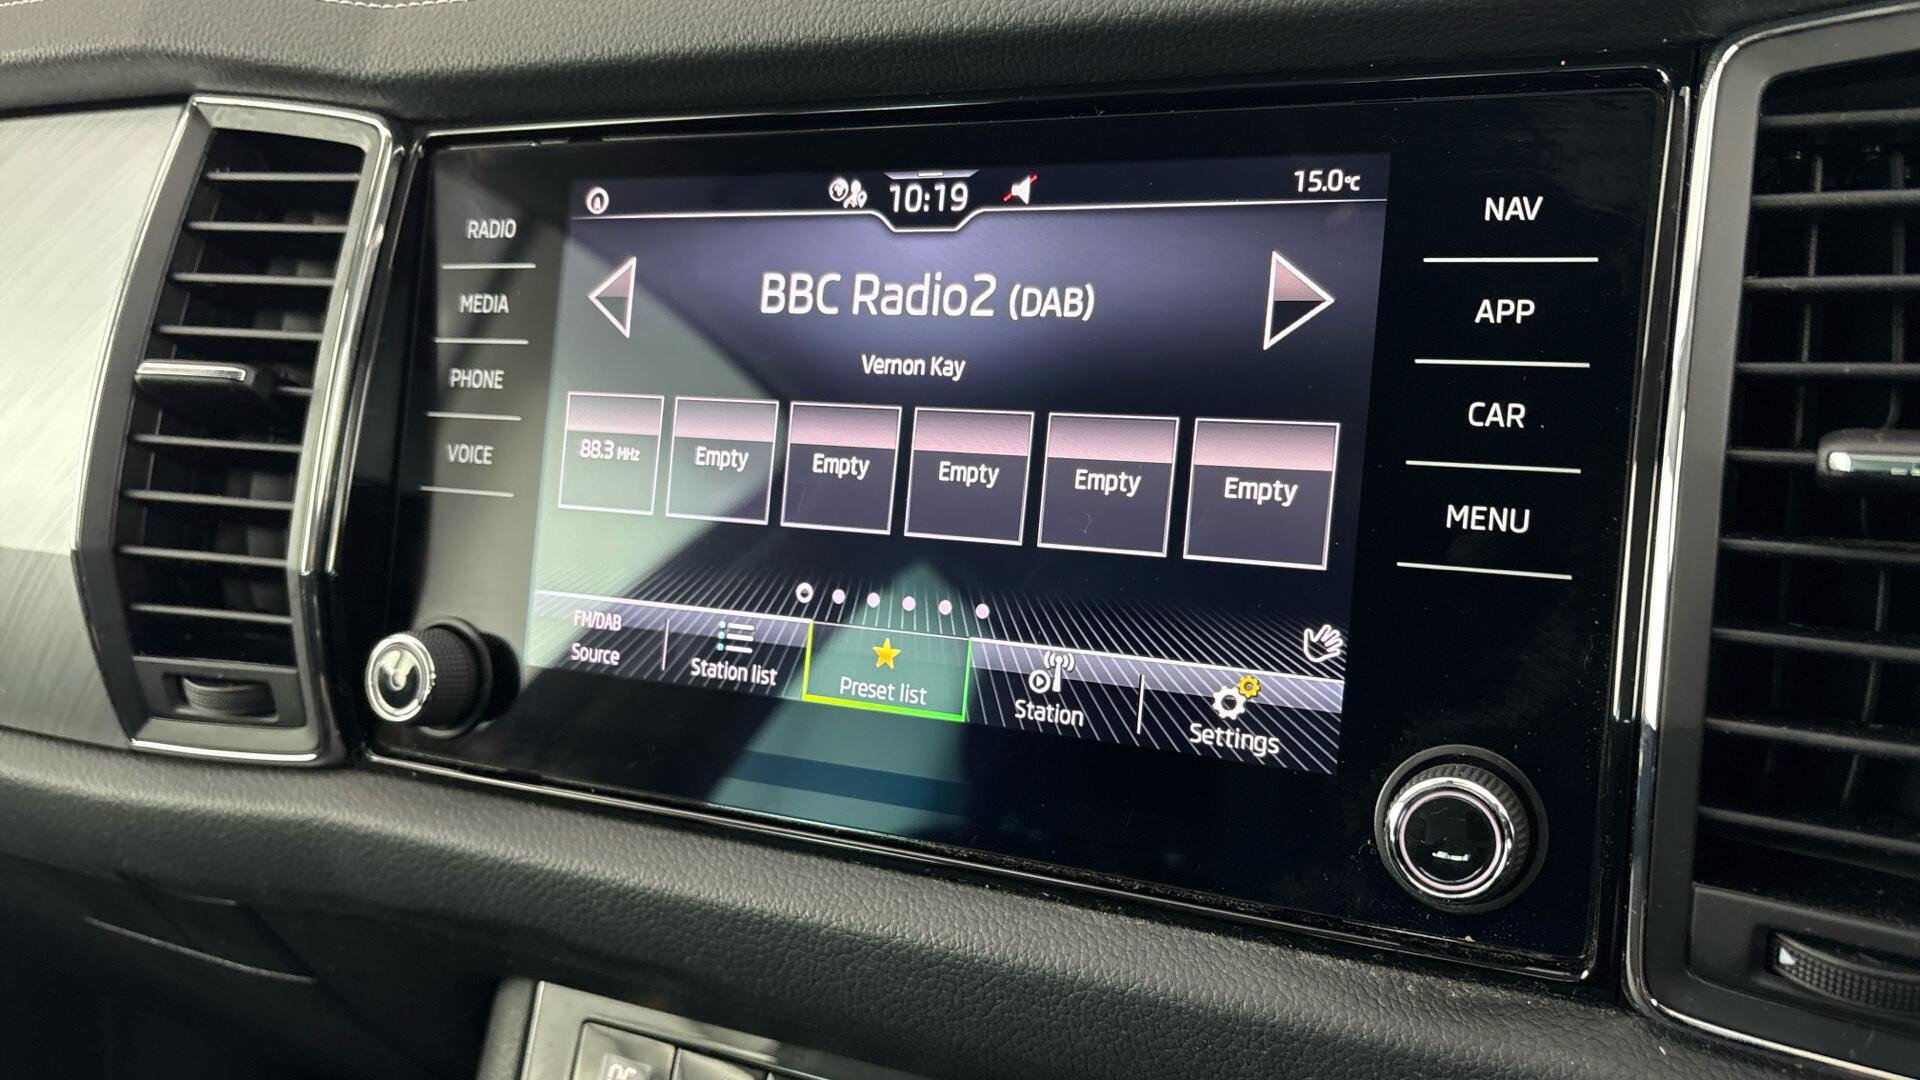 10:19
15.0°C
RADIO
MEDIA
PHONE
VOICE
BBC Radio2 (DAB)
Vernon Kay
88.3 MHz
Empty
Empty
Empty
Empty
Empty
FM/DAB
Source
Station list
Preset list
Station
Settings
NAV
APP
CAR
MENU